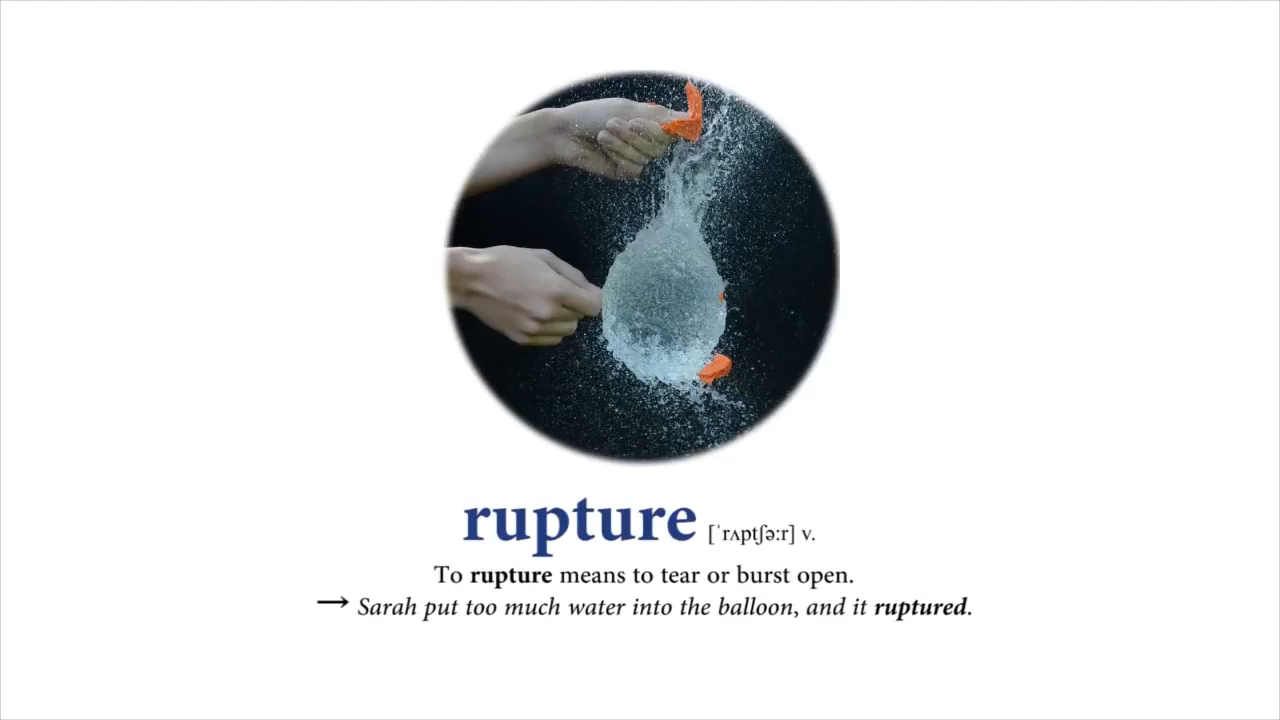 rupture [ˈrʌptʃə:r] v.
To rupture means to tear or burst open.
→ Sarah put too much water into the balloon, and it ruptured.